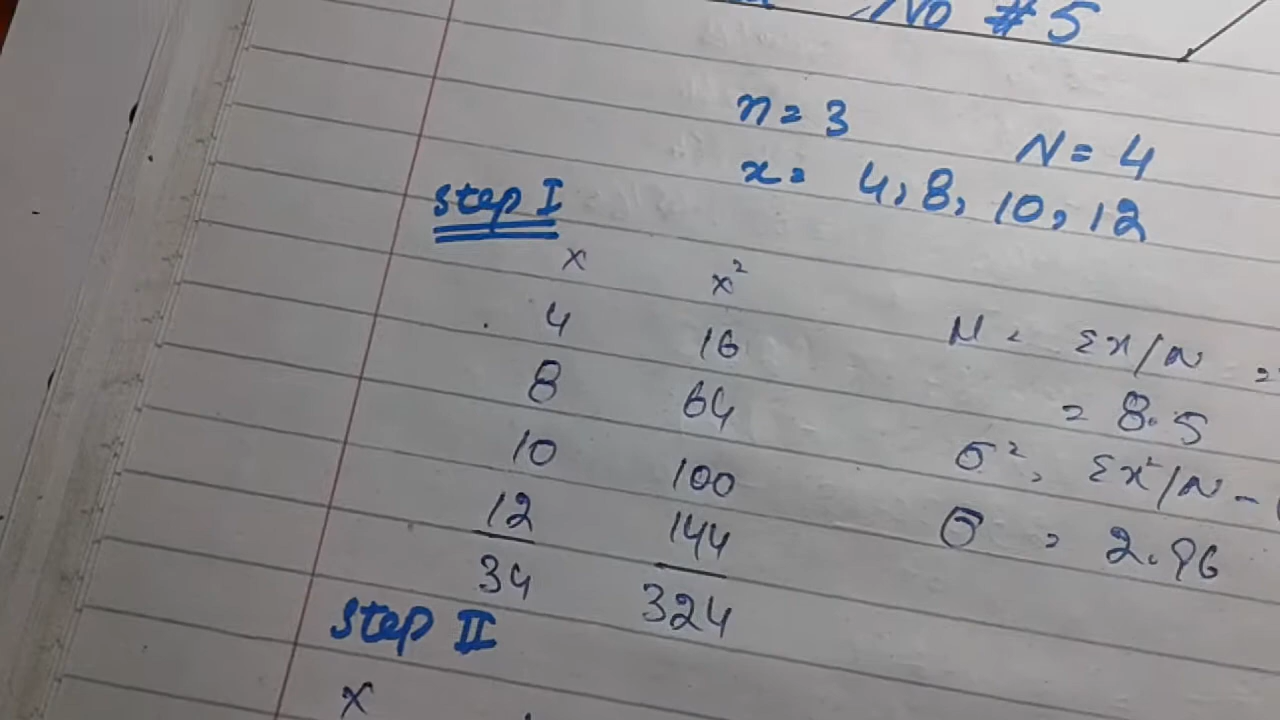 No #5
n = 3
N = 4
x = 4, 8, 10, 12
Step I
x x²
4 16
8 64
10 100
12 144
34 324
M = Σx/N =
= 8.5
σ² = Σx²/N - (
σ = 2.96
Step II
x